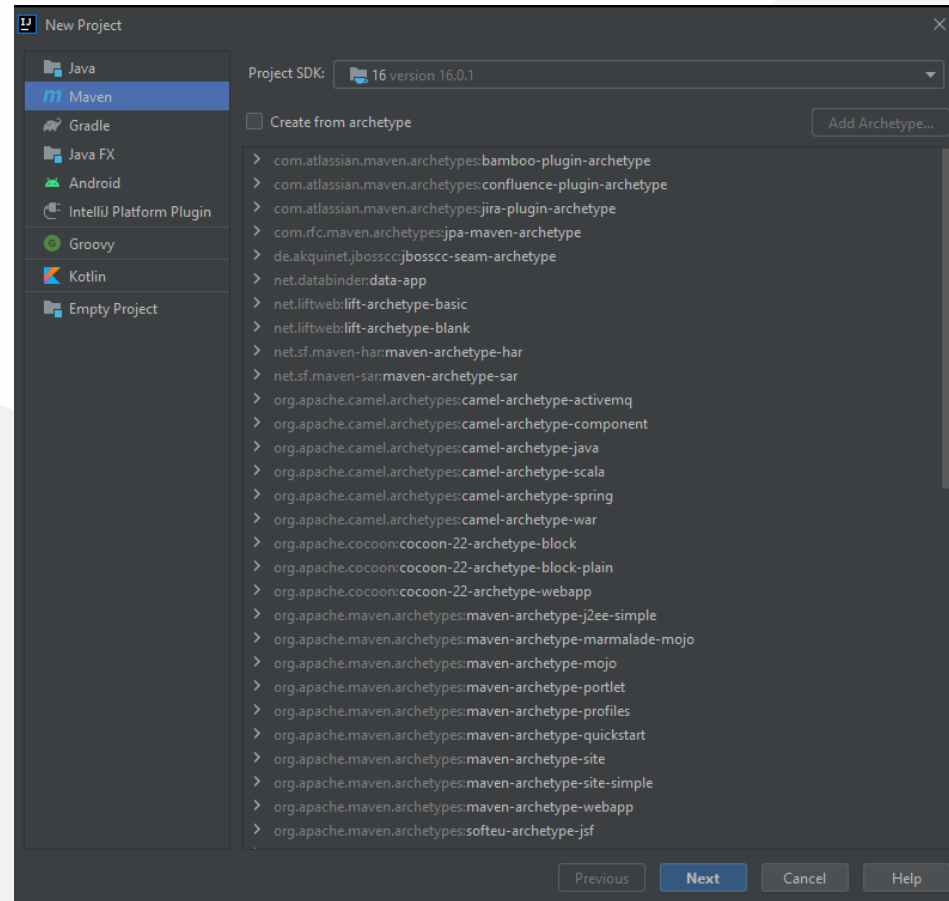 New Project
Java
Maven
Gradle
Java FX
Android
IntelliJ Platform Plugin
Groovy
Kotlin
Empty Project
Project SDK: 16 version 16.0.1
Create from archetype
Add Archetype...
com.atlassian.maven.archetypes:bamboo-plugin-archetype
com.atlassian.maven.archetypes:confluence-plugin-archetype
com.atlassian.maven.archetypes:jira-plugin-archetype
com.rfc.maven.archetypes:jpa-maven-archetype
de.akquinet.jbosscc:jbosscc-seam-archetype
net.databinder:data-app
net.liftweb:lift-archetype-basic
net.liftweb:lift-archetype-blank
net.sf.maven-har:maven-archetype-har
net.sf.maven-sar:maven-archetype-sar
org.apache.camel.archetypes:camel-archetype-activemq
org.apache.camel.archetypes:camel-archetype-component
org.apache.camel.archetypes:camel-archetype-java
org.apache.camel.archetypes:camel-archetype-scala
org.apache.camel.archetypes:camel-archetype-spring
org.apache.camel.archetypes:camel-archetype-war
org.apache.cocoon:cocoon-22-archetype-block
org.apache.cocoon:cocoon-22-archetype-block-plain
org.apache.cocoon:cocoon-22-archetype-webapp
org.apache.maven.archetypes:maven-archetype-j2ee-simple
org.apache.maven.archetypes:maven-archetype-marmalade-mojo
org.apache.maven.archetypes:maven-archetype-mojo
org.apache.maven.archetypes:maven-archetype-portlet
org.apache.maven.archetypes:maven-archetype-profiles
org.apache.maven.archetypes:maven-archetype-quickstart
org.apache.maven.archetypes:maven-archetype-site
org.apache.maven.archetypes:maven-archetype-site-simple
org.apache.maven.archetypes:maven-archetype-webapp
org.apache.maven.archetypes:softeu-archetype-jsf
Previous Next Cancel Help